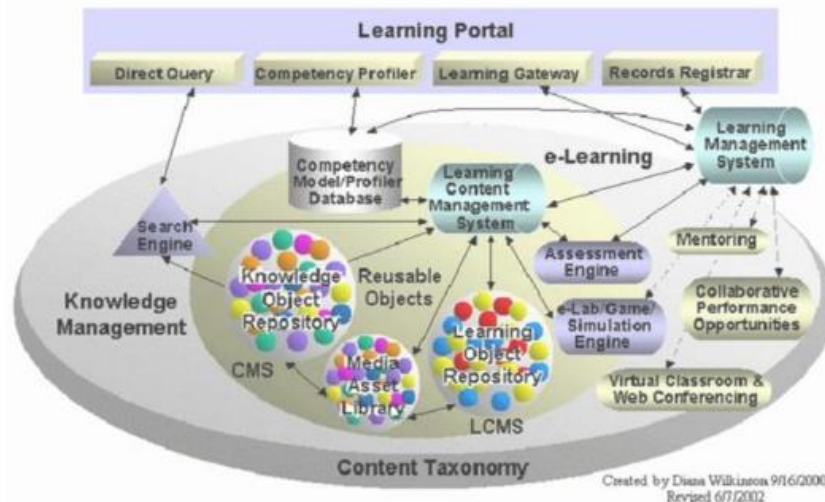 Learning Portal
Direct Query
Competency Profiler
Learning Gateway
Records Registrar
Learning
Management
System
e-Learning
Competency
Model/Profiler
Database
Learning
Content
Management
System
Search
Engine
Assessment
Engine
Mentoring
Knowledge
Object
Repository
Reusable
Objects
Knowledge
Management
e-Lab/Game/
Simulation
Engine
Collaborative
Performance
Opportunities
Learning
Object
Repository
CMS
Media
Asset
Library
Virtual Classroom &
Web Conferencing
LCMS
Content Taxonomy
Created by Diana Wilkinson 9/16/2000
Revised 6/7/2002